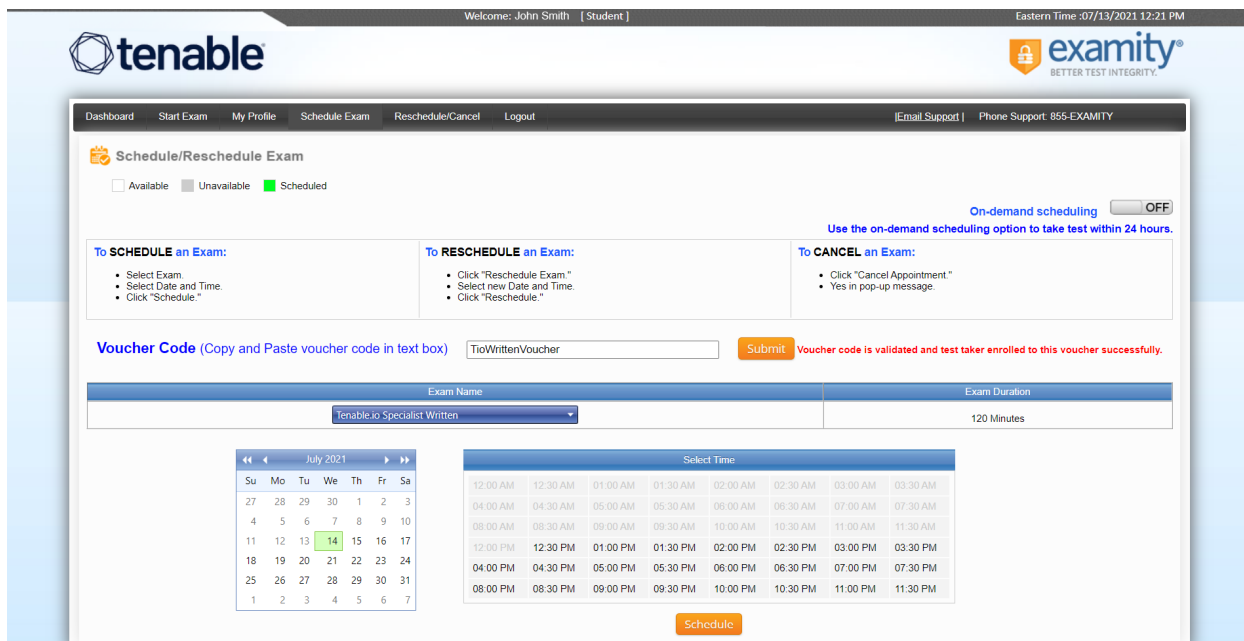 Welcome: John Smith [ Student ]
Eastern Time :07/13/2021 12:21 PM
tenable
examity®
BETTER TEST INTEGRITY.
Dashboard Start Exam My Profile Schedule Exam Reschedule/Cancel Logout |Email Support | Phone Support: 855-EXAMITY
Schedule/Reschedule Exam
Available Unavailable Scheduled
On-demand scheduling OFF
Use the on-demand scheduling option to take test within 24 hours.
To SCHEDULE an Exam:
• Select Exam.
• Select Date and Time.
• Click "Schedule."
To RESCHEDULE an Exam:
• Click "Reschedule Exam."
• Select new Date and Time.
• Click "Reschedule."
To CANCEL an Exam:
• Click "Cancel Appointment."
• Yes in pop-up message.
Voucher Code (Copy and Paste voucher code in text box) TioWrittenVoucher Submit Voucher code is validated and test taker enrolled to this voucher successfully.
Exam Name Exam Duration
Tenable.io Specialist Written 120 Minutes
July 2021
Su Mo Tu We Th Fr Sa
27 28 29 30 1 2 3
4 5 6 7 8 9 10
11 12 13 14 15 16 17
18 19 20 21 22 23 24
25 26 27 28 29 30 31
1 2 3 4 5 6 7
Select Time
12:00 AM 12:30 AM 01:00 AM 01:30 AM 02:00 AM 02:30 AM 03:00 AM 03:30 AM
04:00 AM 04:30 AM 05:00 AM 05:30 AM 06:00 AM 06:30 AM 07:00 AM 07:30 AM
08:00 AM 08:30 AM 09:00 AM 09:30 AM 10:00 AM 10:30 AM 11:00 AM 11:30 AM
12:00 PM 12:30 PM 01:00 PM 01:30 PM 02:00 PM 02:30 PM 03:00 PM 03:30 PM
04:00 PM 04:30 PM 05:00 PM 05:30 PM 06:00 PM 06:30 PM 07:00 PM 07:30 PM
08:00 PM 08:30 PM 09:00 PM 09:30 PM 10:00 PM 10:30 PM 11:00 PM 11:30 PM
Schedule